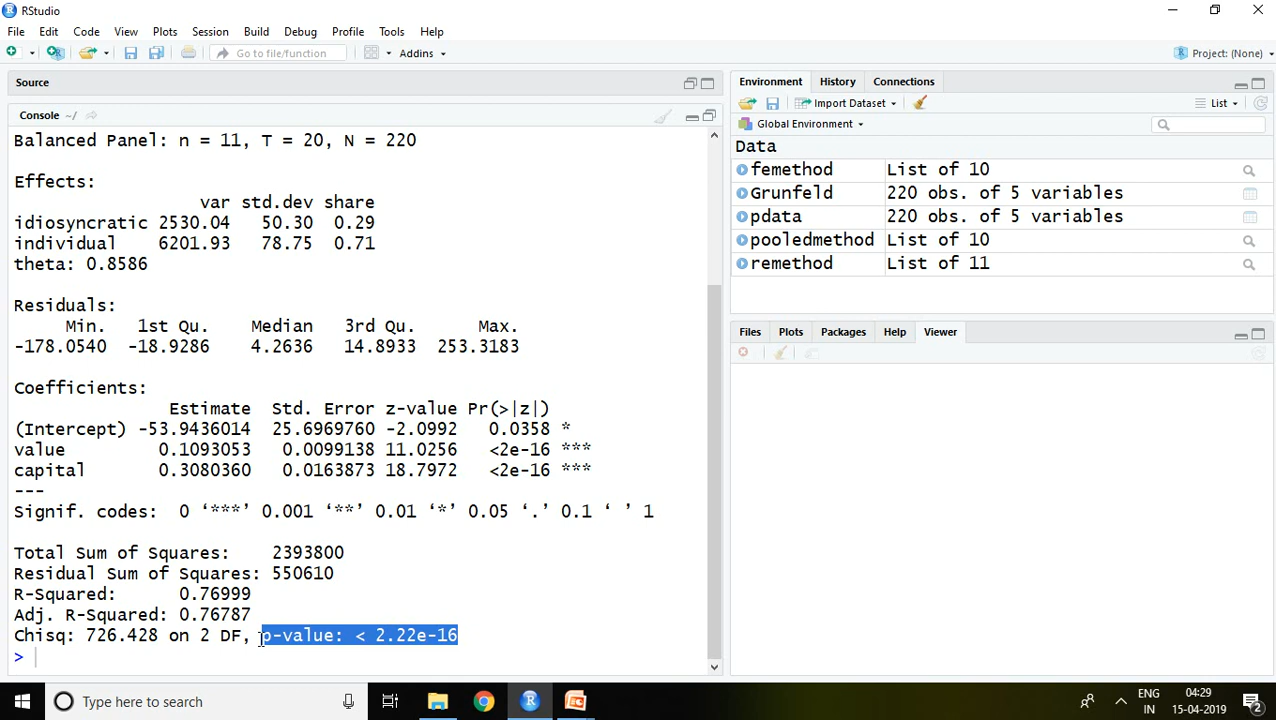 RStudio
File Edit Code View Plots Session Build Debug Profile Tools Help
Go to file/function
Addins
Project: (None)
Source
Console ~/
Balanced Panel: n = 11, T = 20, N = 220
Effects:
var std.dev share
idiosyncratic 2530.04 50.30 0.29
individual 6201.93 78.75 0.71
theta: 0.8586
Residuals:
Min. 1st Qu. Median 3rd Qu. Max.
-178.0540 -18.9286 4.2636 14.8933 253.3183
Coefficients:
Estimate Std. Error z-value Pr(>|z|)
(Intercept) -53.9436014 25.6969760 -2.0992 0.0358 *
value 0.1093053 0.0099138 11.0256 <2e-16 ***
capital 0.3080360 0.0163873 18.7972 <2e-16 ***
---
Signif. codes: 0 ‘***’ 0.001 ‘**’ 0.01 ‘*’ 0.05 ‘.’ 0.1 ‘ ’ 1
Total Sum of Squares: 2393800
Residual Sum of Squares: 550610
R-Squared: 0.76999
Adj. R-Squared: 0.76787
Chisq: 726.428 on 2 DF, p-value: < 2.22e-16
>
Environment History Connections
Import Dataset
List
Global Environment
Data
femethod List of 10
Grunfeld 220 obs. of 5 variables
pdata 220 obs. of 5 variables
pooledmethod List of 10
remethod List of 11
Files Plots Packages Help Viewer
Type here to search
ENG
IN
04:29
15-04-2019
2